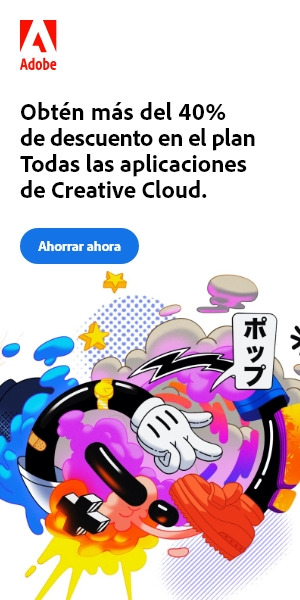 Adobe
Obtén más del 40%
de descuento en el plan
Todas las aplicaciones
de Creative Cloud.
Ahorrar ahora
ポップ